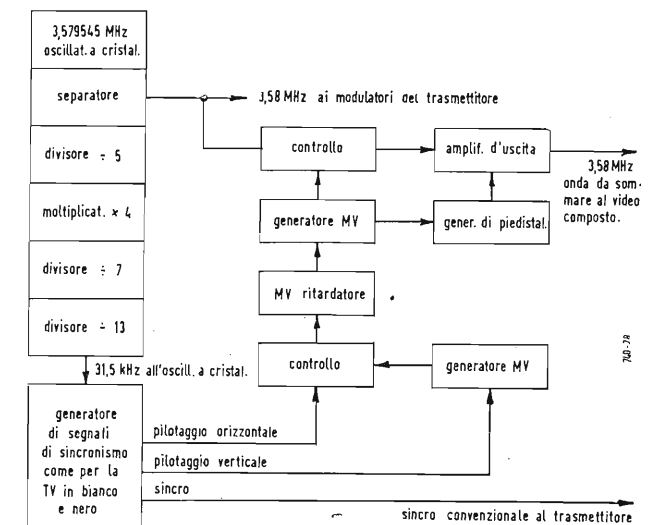 3,579545 MHz
oscillat. a cristal.
separatore
3,58 MHz ai modulatori del trasmettitore
divisore ÷ 5
controllo
amplif. d'uscita
3,58 MHz
onda da som-
mare al video
composto.
moltiplicat. × 4
generatore MV
gener. di piedistal.
divisore ÷ 7
MV ritardatore
divisore ÷ 13
31,5 kHz all'oscill. a cristal.
controllo
generatore MV
generatore
di segnali
di sincronismo
come per la
TV in bianco
e nero
pilotaggio orizzontale
pilotaggio verticale
sincro
sincro convenzionale al trasmettitore